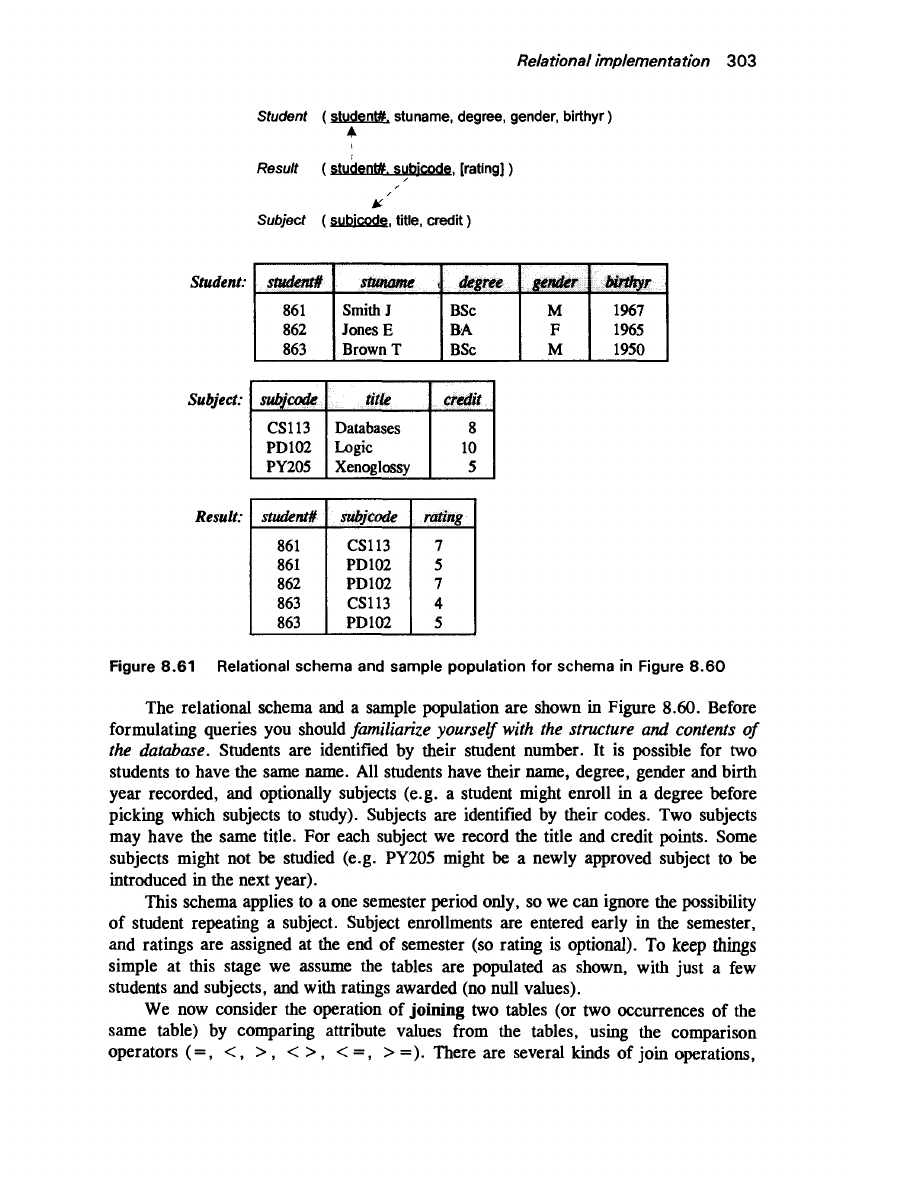 Relational implementation 303
Student ( student#, stuname, degree, gender, birthyr )
Result ( student#, subjcode, [rating] )
Subject ( subjcode, title, credit )
Student: student# stuname degree gender birthyr
861 Smith J BSc M 1967
862 Jones E BA F 1965
863 Brown T BSc M 1950
Subject: subjcode title credit
CS113 Databases 8
PD102 Logic 10
PY205 Xenoglossy 5
Result: student# subjcode rating
861 CS113 7
861 PD102 5
862 PD102 7
863 CS113 4
863 PD102 5
Figure 8.61 Relational schema and sample population for schema in Figure 8.60
The relational schema and a sample population are shown in Figure 8.60. Before
formulating queries you should familiarize yourself with the structure and contents of
the database. Students are identified by their student number. It is possible for two
students to have the same name. All students have their name, degree, gender and birth
year recorded, and optionally subjects (e.g. a student might enroll in a degree before
picking which subjects to study). Subjects are identified by their codes. Two subjects
may have the same title. For each subject we record the title and credit points. Some
subjects might not be studied (e.g. PY205 might be a newly approved subject to be
introduced in the next year).
This schema applies to a one semester period only, so we can ignore the possibility
of student repeating a subject. Subject enrollments are entered early in the semester,
and ratings are assigned at the end of semester (so rating is optional). To keep things
simple at this stage we assume the tables are populated as shown, with just a few
students and subjects, and with ratings awarded (no null values).
We now consider the operation of joining two tables (or two occurrences of the
same table) by comparing attribute values from the tables, using the comparison
operators (=, <, >, < >, < =, > =). There are several kinds of join operations,